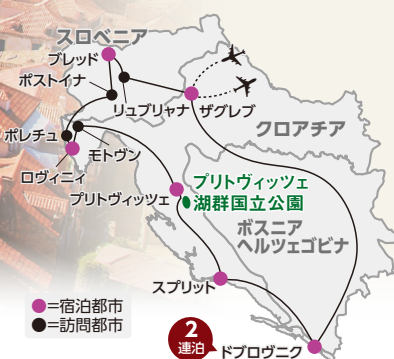 スロベニア
ブレッド
ポストイナ
リュブリャナ
ザグレブ
クロアチア
ポレチュ
モトヴン
ロヴィニィ
プリトヴィッツェ
プリトヴィッツェ
湖群国立公園
ボスニア
ヘルツェゴビナ
スプリット
●=宿泊都市
●=訪問都市
2
連泊
ドブロヴニク